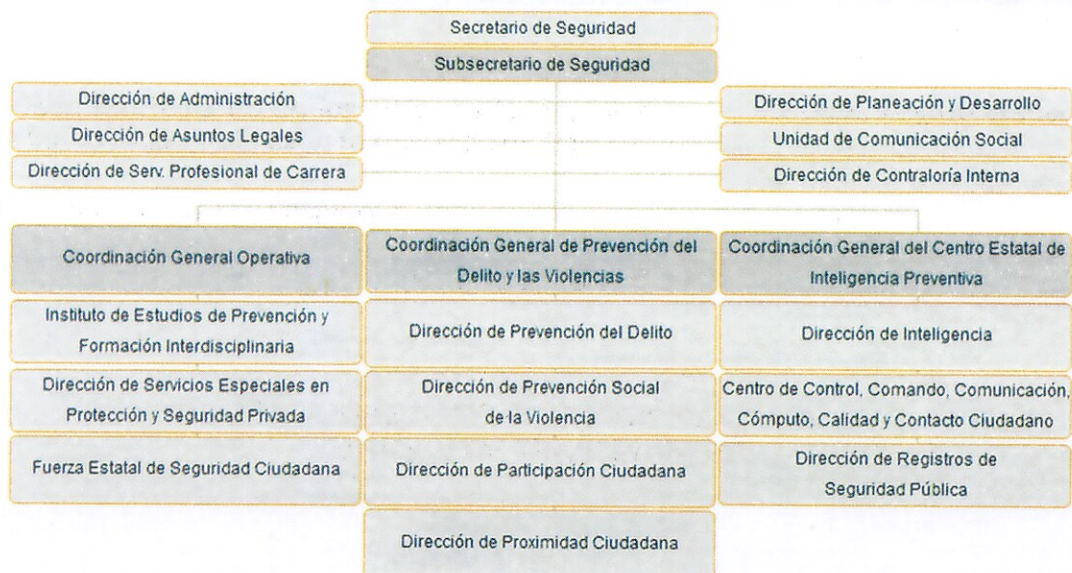 Secretario de Seguridad
Subsecretario de Seguridad
Dirección de Administración
Dirección de Asuntos Legales
Dirección de Serv. Profesional de Carrera
Dirección de Planeación y Desarrollo
Unidad de Comunicación Social
Dirección de Contraloría Interna
Coordinación General Operativa
Instituto de Estudios de Prevención y
Formación Interdisciplinaria
Dirección de Servicios Especiales en
Protección y Seguridad Privada
Fuerza Estatal de Seguridad Ciudadana
Coordinación General de Prevención del
Delito y las Violencias
Dirección de Prevención del Delito
Dirección de Prevención Social
de la Violencia
Dirección de Participación Ciudadana
Dirección de Proximidad Ciudadana
Coordinación General del Centro Estatal de
Inteligencia Preventiva
Dirección de Inteligencia
Centro de Control, Comando, Comunicación,
Cómputo, Calidad y Contacto Ciudadano
Dirección de Registros de
Seguridad Pública